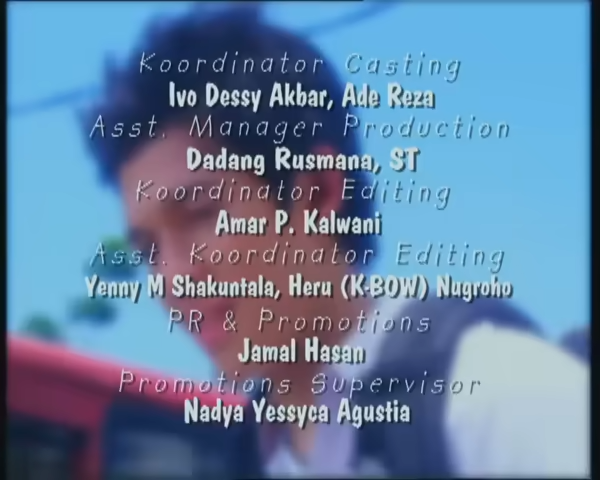 Koordinator Casting
Ivo Dessy Akbar, Ade Reza
Asst. Manager Production
Dadang Rusmana, ST
Koordinator Editing
Amar P. Kalwani
Asst. Koordinator Editing
Yenny M Shakuntala, Heru (K-BOW) Nugroho
PR & Promotions
Jamal Hasan
Promotions Supervisor
Nadya Yessyca Agustia